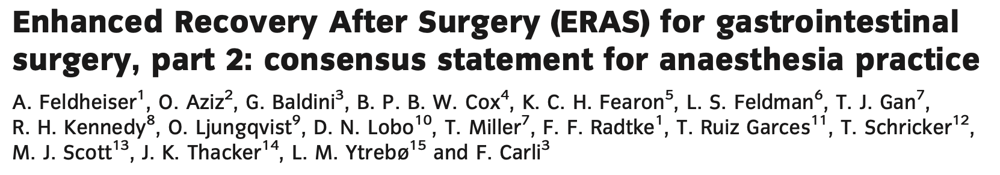 Enhanced Recovery After Surgery (ERAS) for gastrointestinal
surgery, part 2: consensus statement for anaesthesia practice
A. Feldheiser¹, O. Aziz², G. Baldini³, B. P. B. W. Cox⁴, K. C. H. Fearon⁵, L. S. Feldman⁶, T. J. Gan⁷,
R. H. Kennedy⁸, O. Ljungqvist⁹, D. N. Lobo¹⁰, T. Miller⁷, F. F. Radtke¹, T. Ruiz Garces¹¹, T. Schricker¹²,
M. J. Scott¹³, J. K. Thacker¹⁴, L. M. Ytrebø¹⁵ and F. Carli³